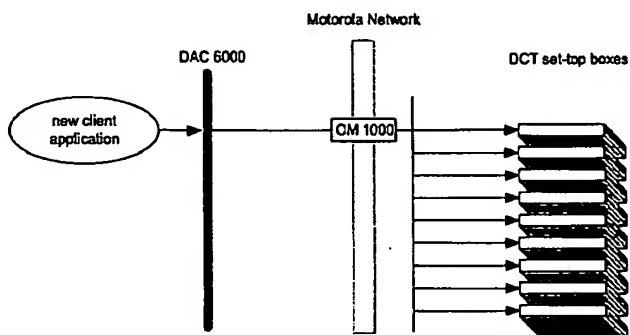 Motorola Network
DAC 6000
DCT set-top boxes
new client
application
OM 1000